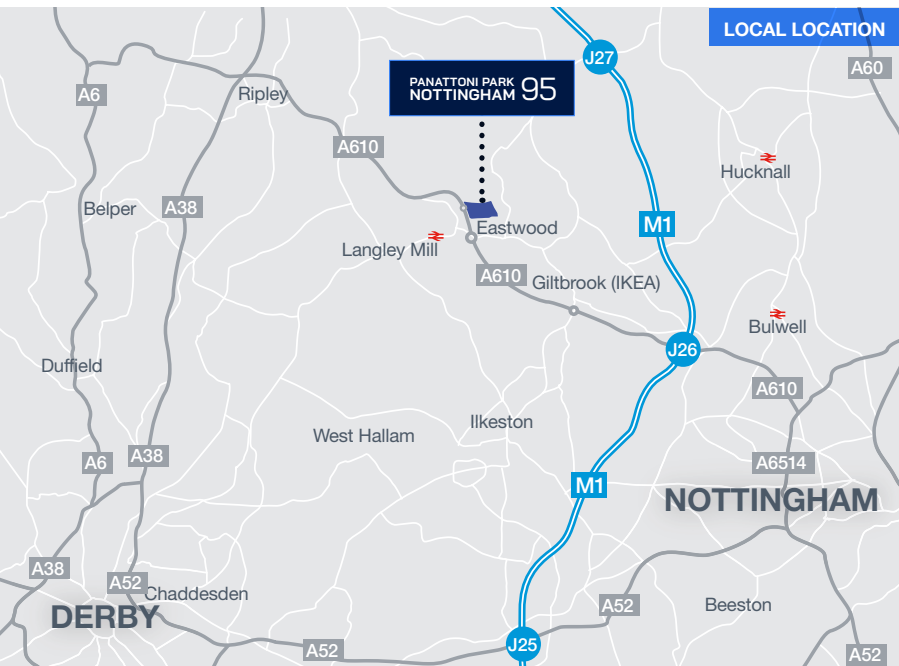 LOCAL LOCATION
J27
A60
PANATTONI PARK
NOTTINGHAM 95
A6
Ripley
A610
Hucknall
Belper
A38
M1
Eastwood
Langley Mill
A610
Giltbrook (IKEA)
Bulwell
J26
Duffield
A610
Ilkeston
West Hallam
A38
A6
A6514
M1
NOTTINGHAM
A38
A52
Chaddesden
A52
Beeston
DERBY
J25
A52
A52